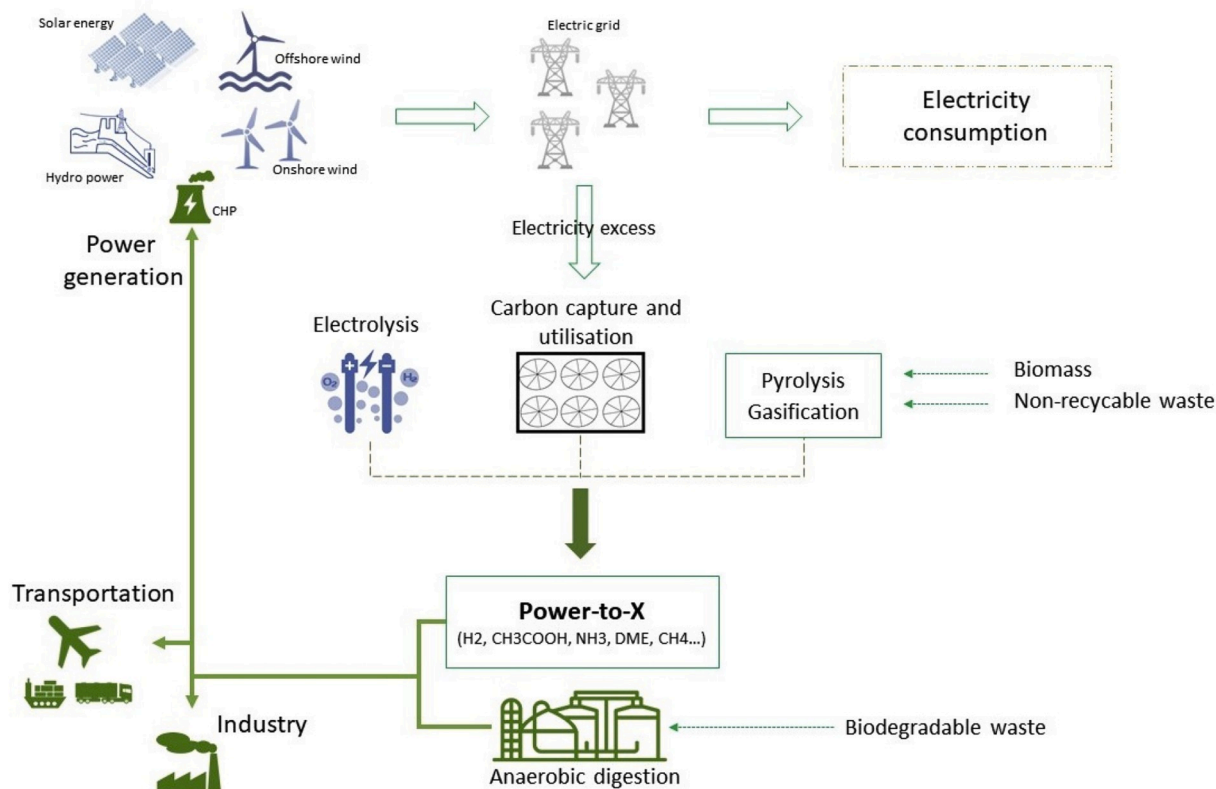 Solar energy
Offshore wind
Hydro power
Onshore wind
CHP
Power
generation
Electric grid
Electricity
consumption
Electricity excess
Electrolysis
O₂
H₂
Carbon capture and
utilisation
Pyrolysis
Gasification
Biomass
Non-recycable waste
Power-to-X
(H2, CH3COOH, NH3, DME, CH4...)
Transportation
Industry
Anaerobic digestion
Biodegradable waste